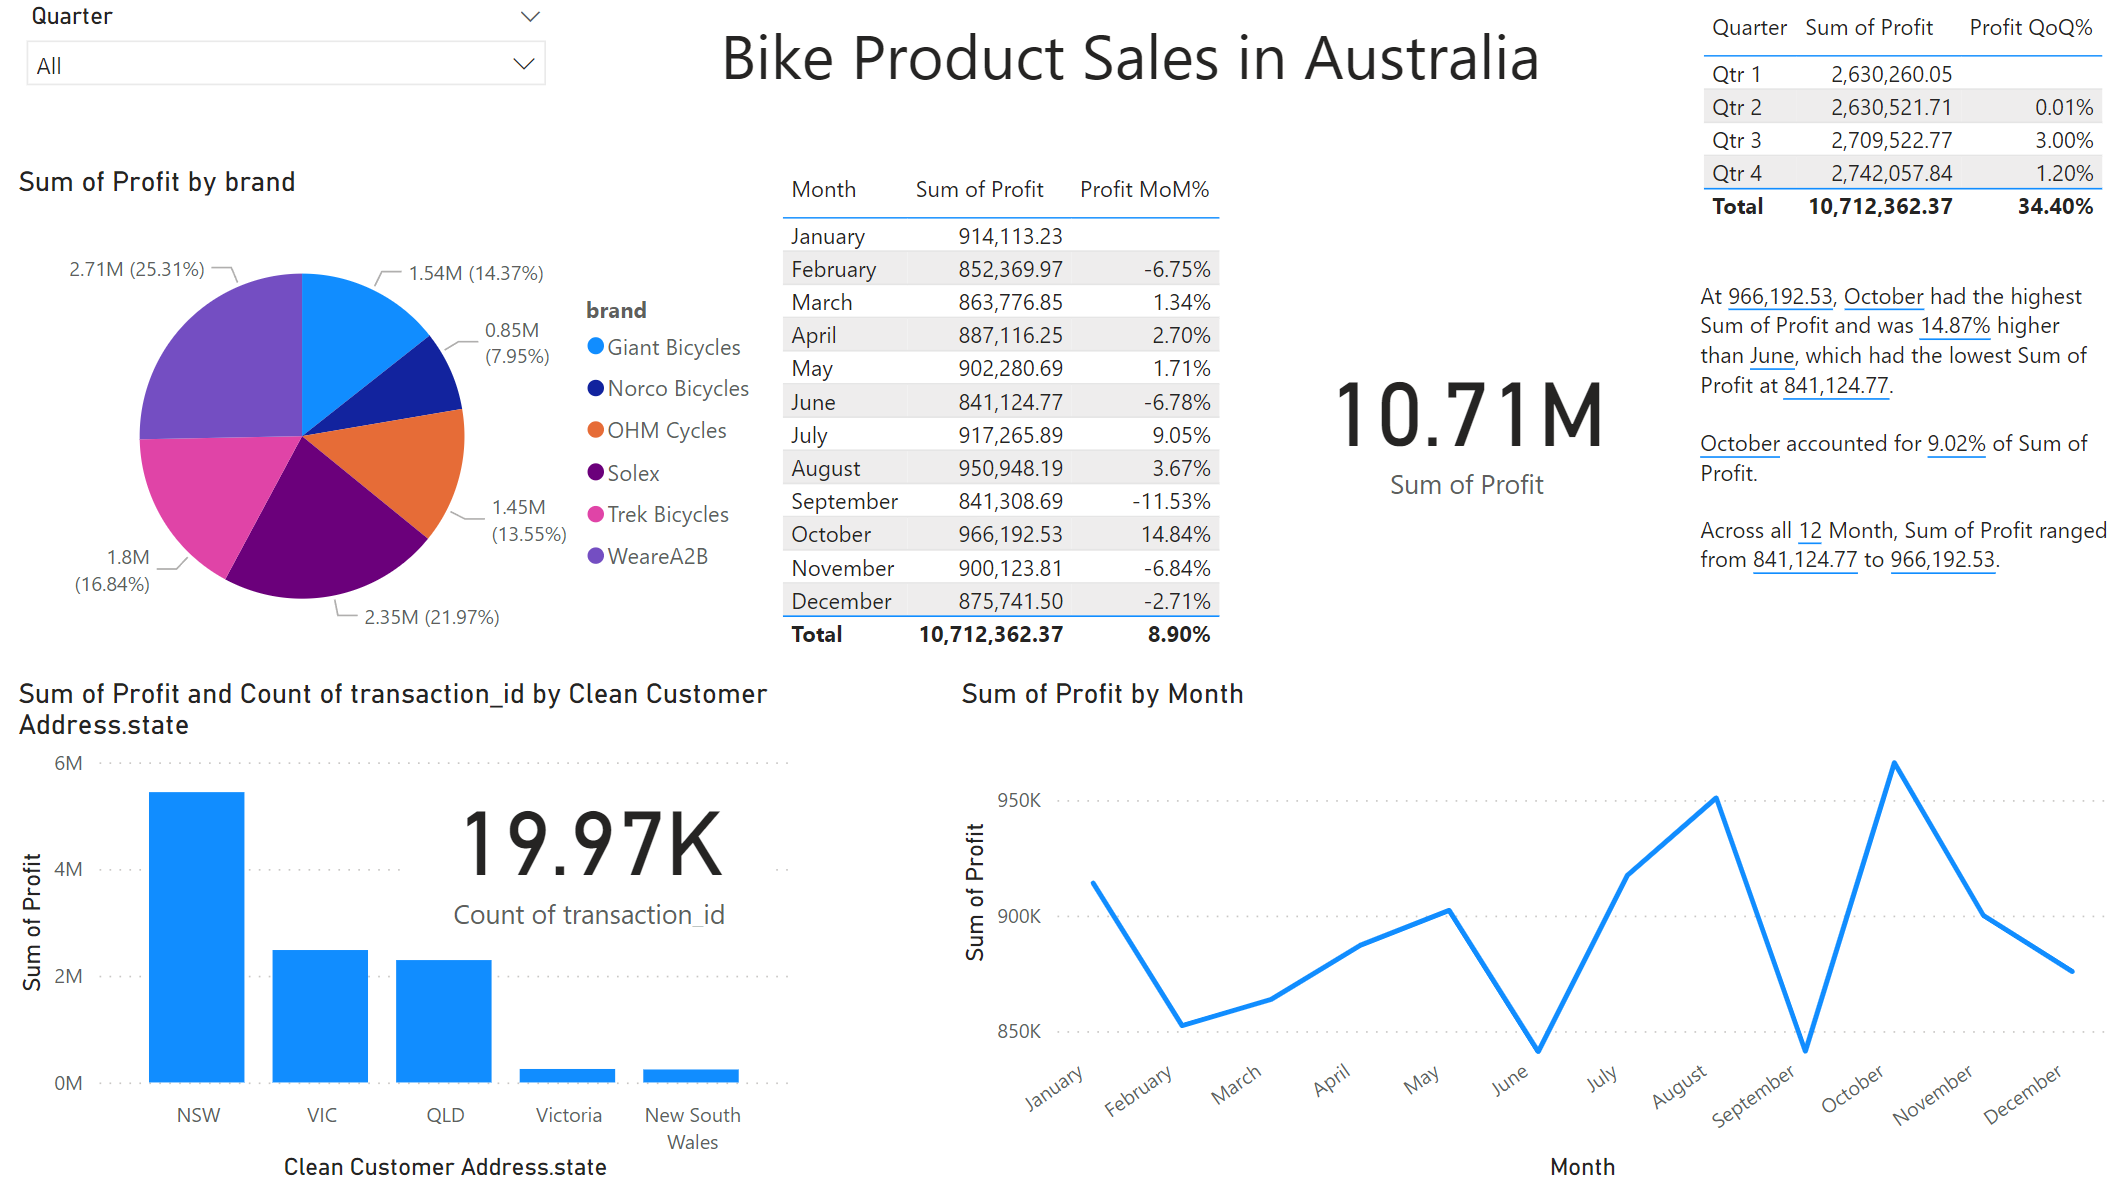 Quarter
All
Bike Product Sales in Australia
Quarter Sum of Profit Profit QoQ%
Qtr 1 2,630,260.05
Qtr 2 2,630,521.71 0.01%
Qtr 3 2,709,522.77 3.00%
Qtr 4 2,742,057.84 1.20%
Total 10,712,362.37 34.40%
Sum of Profit by brand
2.71M (25.31%)
1.54M (14.37%)
0.85M
(7.95%)
1.45M
(13.55%)
1.8M
(16.84%)
2.35M (21.97%)
brand
Giant Bicycles
Norco Bicycles
OHM Cycles
Solex
Trek Bicycles
WeareA2B
Month Sum of Profit Profit MoM%
January 914,113.23
February 852,369.97 -6.75%
March 863,776.85 1.34%
April 887,116.25 2.70%
May 902,280.69 1.71%
June 841,124.77 -6.78%
July 917,265.89 9.05%
August 950,948.19 3.67%
September 841,308.69 -11.53%
October 966,192.53 14.84%
November 900,123.81 -6.84%
December 875,741.50 -2.71%
Total 10,712,362.37 8.90%
10.71M
Sum of Profit
At 966,192.53, October had the highest
Sum of Profit and was 14.87% higher
than June, which had the lowest Sum of
Profit at 841,124.77.
October accounted for 9.02% of Sum of
Profit.
Across all 12 Month, Sum of Profit ranged
from 841,124.77 to 966,192.53.
Sum of Profit and Count of transaction_id by Clean Customer
Address.state
Sum of Profit
6M
4M
2M
0M
19.97K
Count of transaction_id
NSW
VIC
QLD
Victoria
New South
Wales
Clean Customer Address.state
Sum of Profit by Month
Sum of Profit
950K
900K
850K
January
February
March
April
May
June
July
August
September
October
November
December
Month